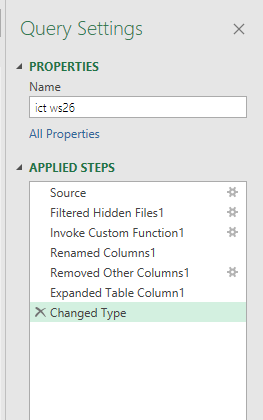 Query Settings
PROPERTIES
Name
ict ws26
All Properties
APPLIED STEPS
Source
Filtered Hidden Files1
Invoke Custom Function1
Renamed Columns1
Removed Other Columns1
Expanded Table Column1
Changed Type